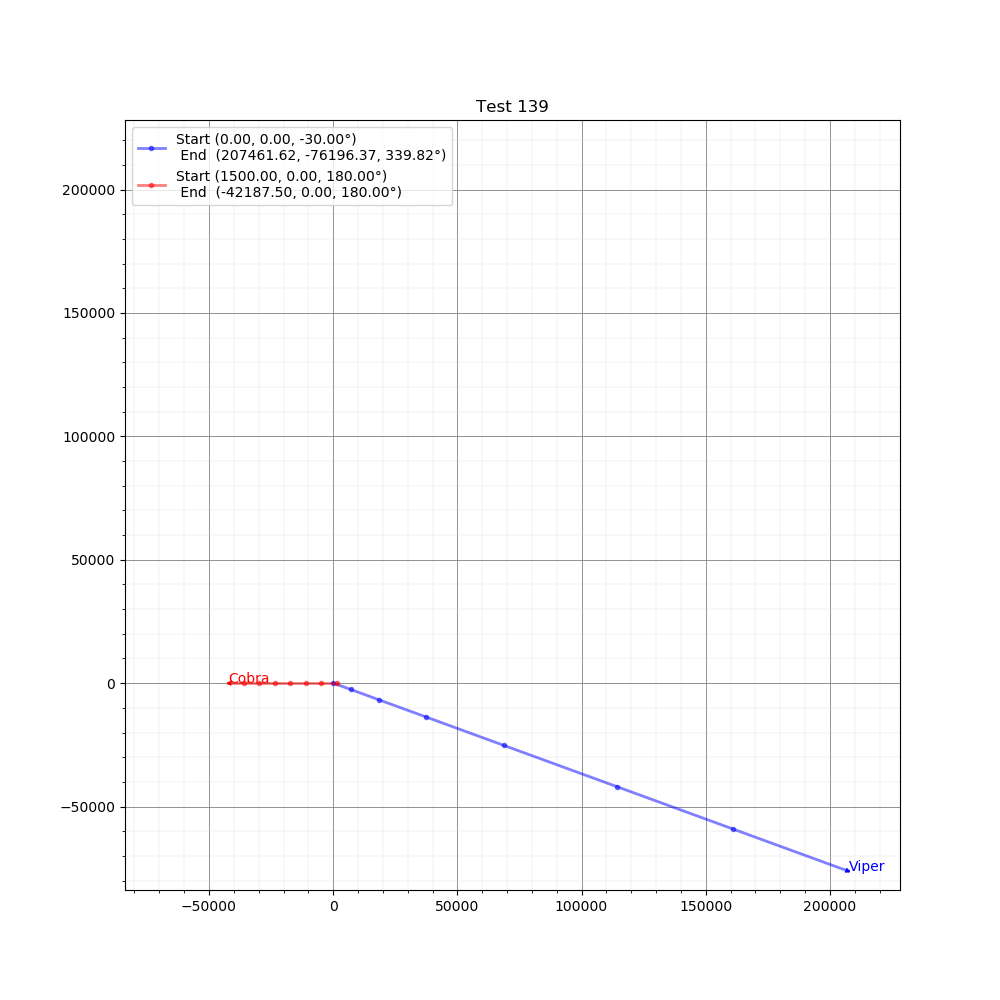 Test 139
Start (0.00, 0.00, -30.00°)
End (207461.62, -76196.37, 339.82°)
Start (1500.00, 0.00, 180.00°)
End (-42187.50, 0.00, 180.00°)
200000
150000
100000
50000
0
−50000
Cobra
Viper
−50000 0 50000 100000 150000 200000